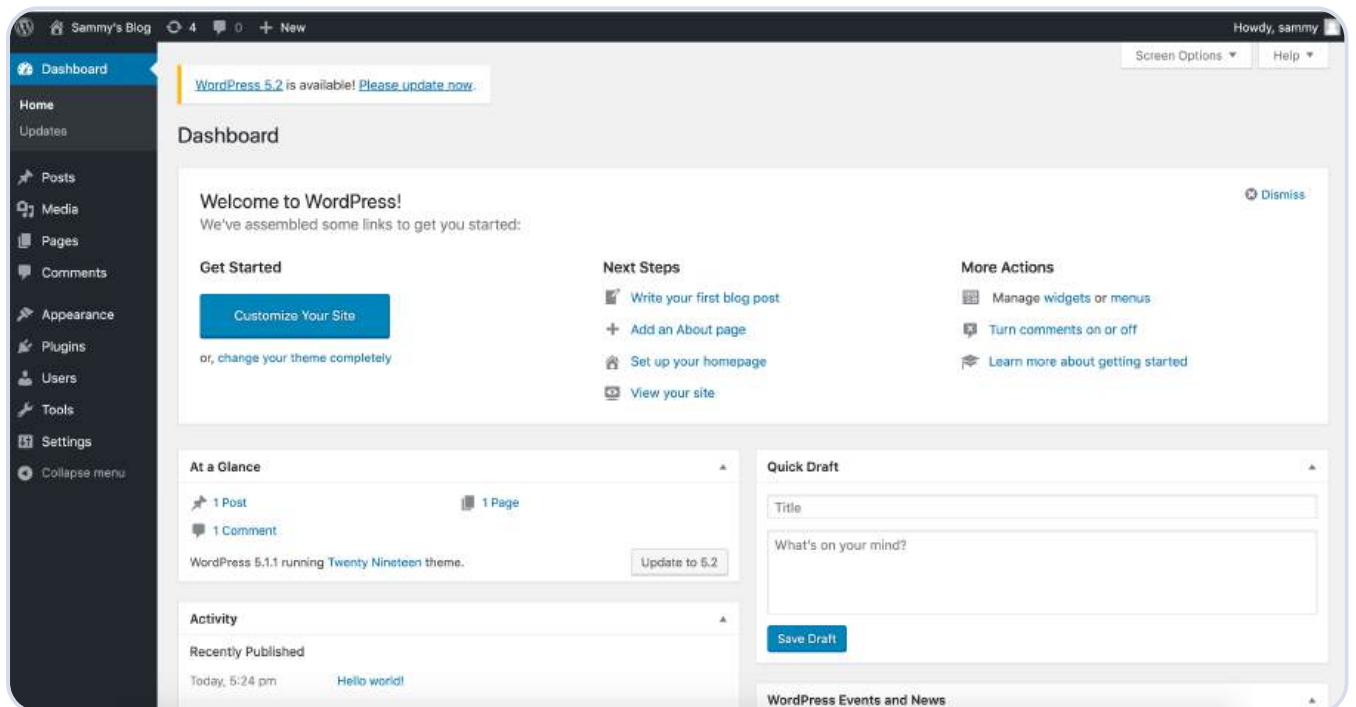 Sammy's Blog 4 0 New Howdy, sammy
Dashboard
Home
Updates
Posts
Media
Pages
Comments
Appearance
Plugins
Users
Tools
Settings
Collapse menu
Screen Options Help
WordPress 5.2 is available! Please update now.
Dashboard
Welcome to WordPress!
Dismiss
We've assembled some links to get you started:
Get Started
Customize Your Site
or, change your theme completely
Next Steps
Write your first blog post
Add an About page
Set up your homepage
View your site
More Actions
Manage widgets or menus
Turn comments on or off
Learn more about getting started
At a Glance
1 Post 1 Page
1 Comment
WordPress 5.1.1 running Twenty Nineteen theme. Update to 5.2
Activity
Recently Published
Today, 5:24 pm Hello world!
Quick Draft
Title
What's on your mind?
Save Draft
WordPress Events and News